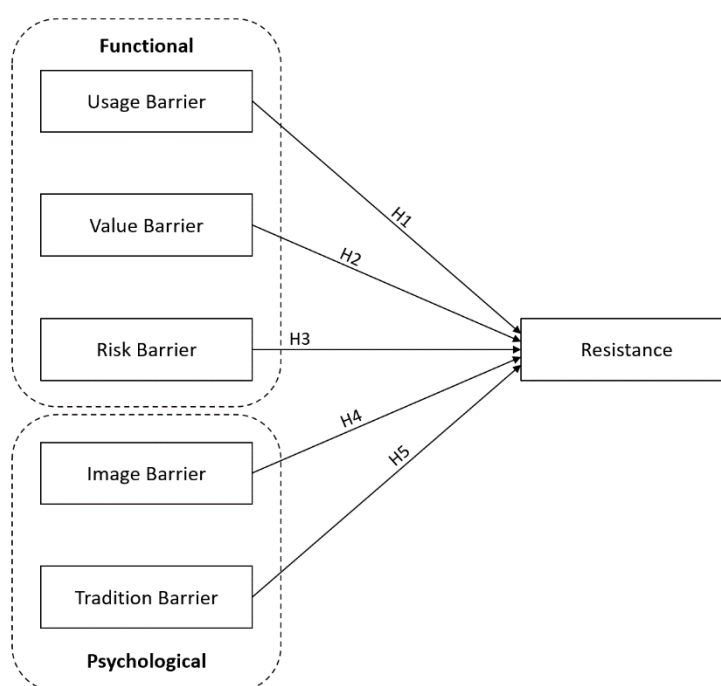 Functional
Usage Barrier
H1
Value Barrier
H2
Risk Barrier
H3
Resistance
Image Barrier
H4
H5
Tradition Barrier
Psychological